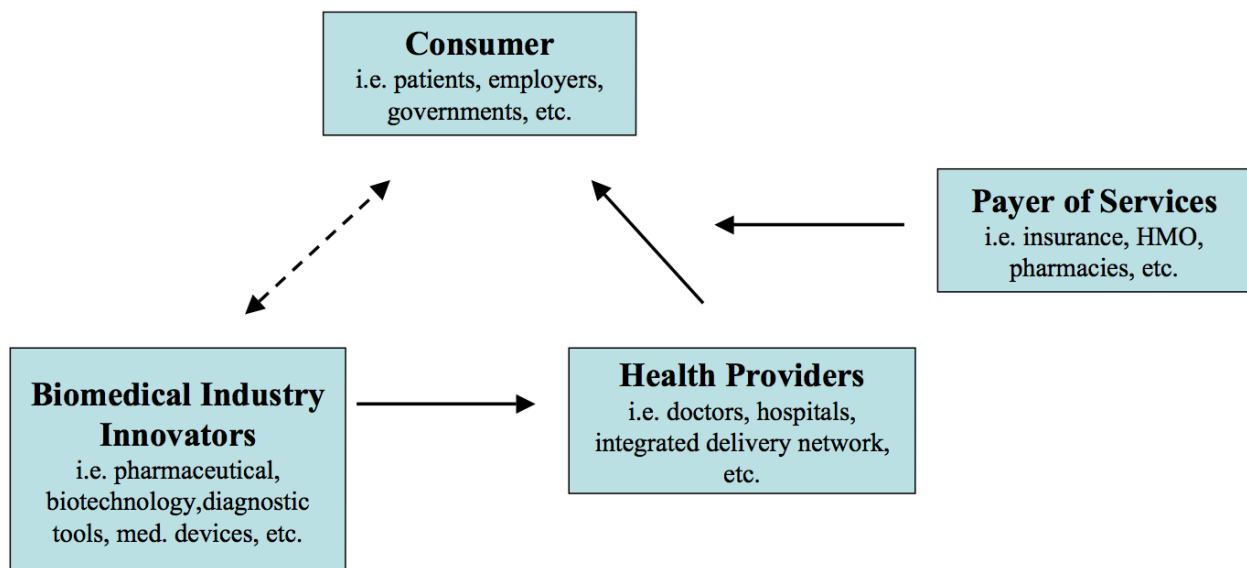 Consumer
i.e. patients, employers,
governments, etc.
Payer of Services
i.e. insurance, HMO,
pharmacies, etc.
Biomedical Industry
Innovators
i.e. pharmaceutical,
biotechnology,diagnostic
tools, med. devices, etc.
Health Providers
i.e. doctors, hospitals,
integrated delivery network,
etc.